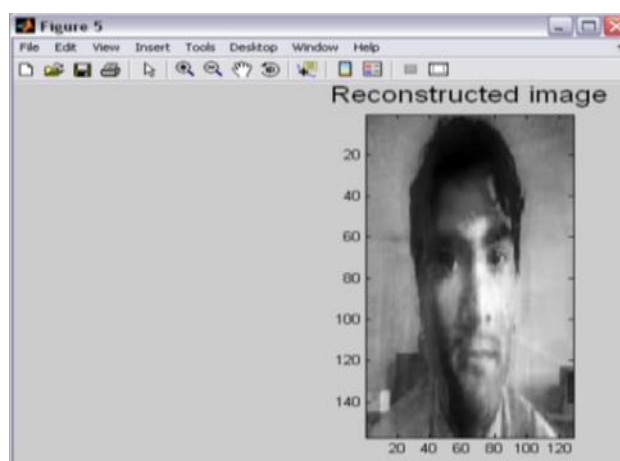 Figure 5
File Edit View Insert Tools Desktop Window Help
Reconstructed image
20
40
60
80
100
120
140
20 40 60 80 100 120